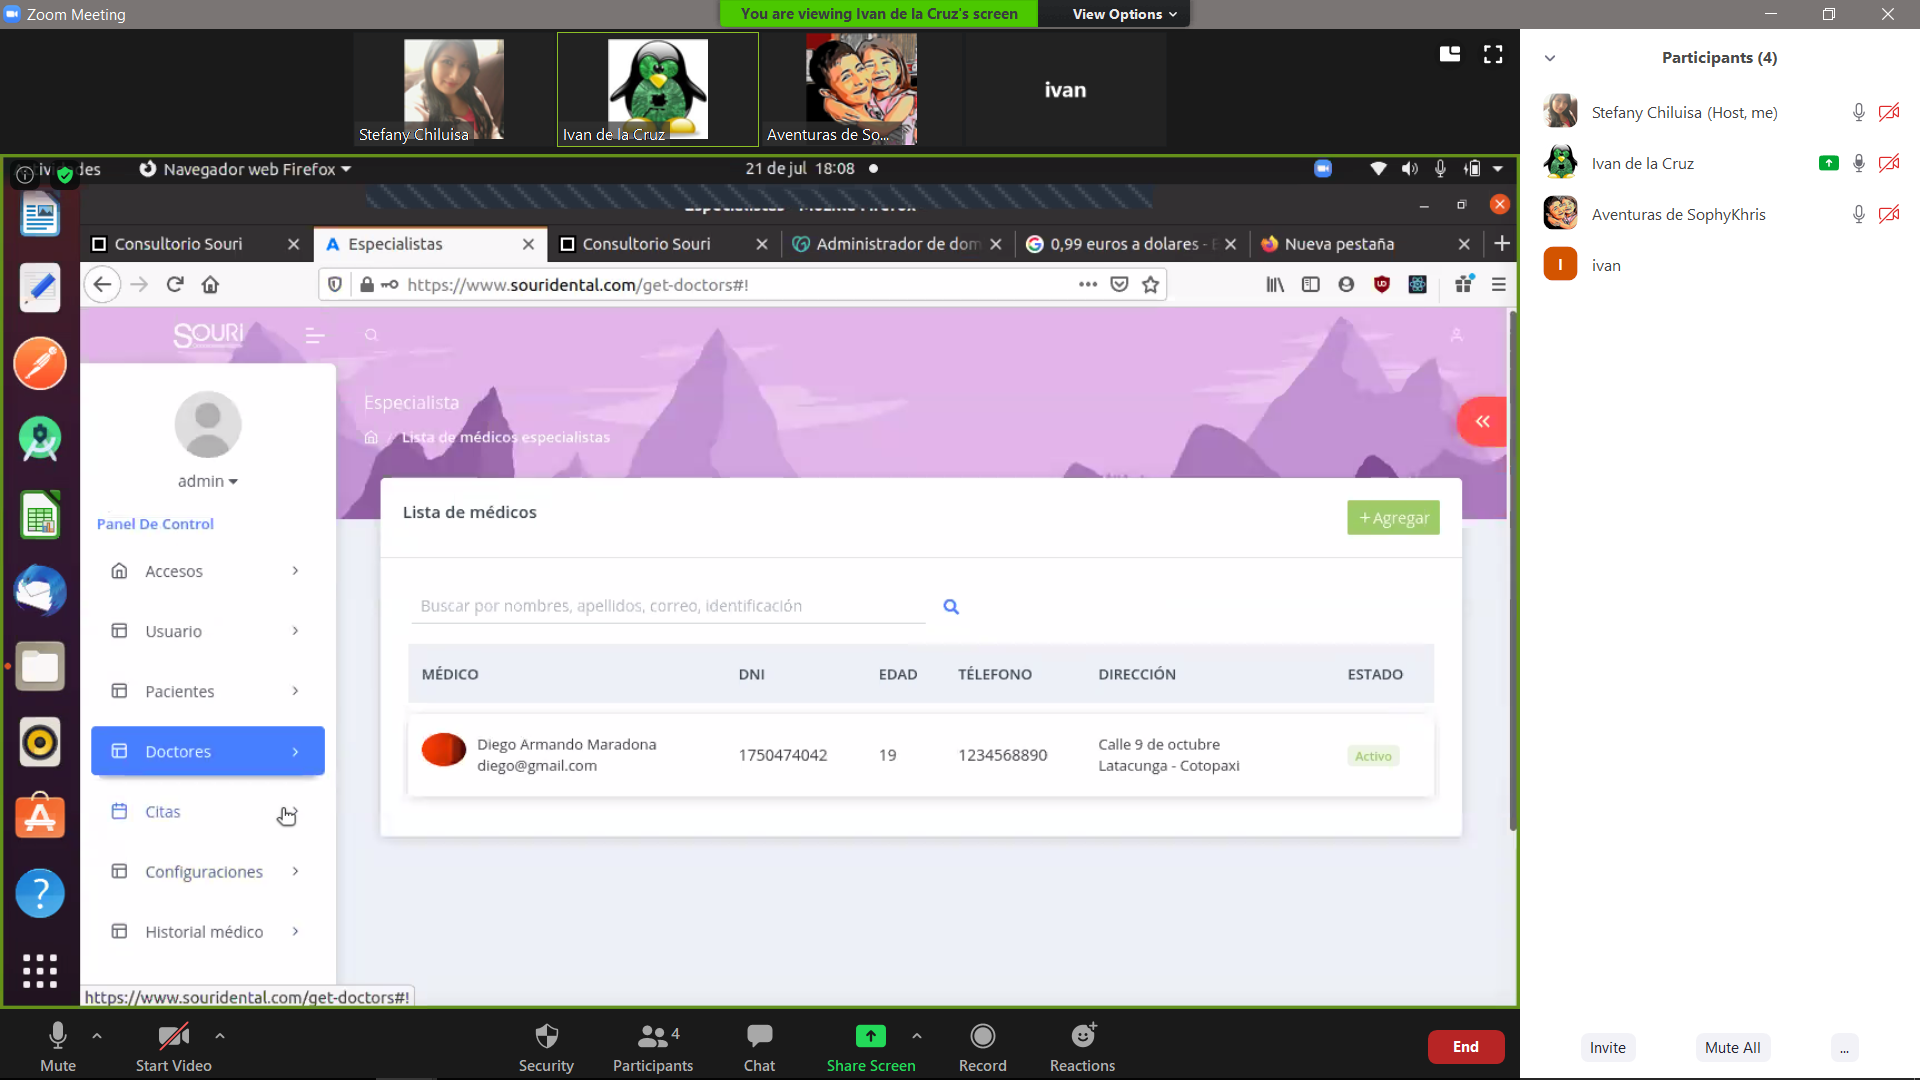 Zoom Meeting
You are viewing Ivan de la Cruz's screen
View Options
Stefany Chiluisa
Ivan de la Cruz
Aventuras de So...
ivan
Participants (4)
Stefany Chiluisa (Host, me)
Ivan de la Cruz
Aventuras de SophyKhris
I
ivan
des
Navegador web Firefox
21 de jul 18:08
Consultorio Souri
Especialistas
Consultorio Souri
Administrador de dom
0,99 euros a dolares -
Nueva pestaña
https://www.souridental.com/get-doctors#!
SOURI
Especialista
/ Lista de médicos especialistas
admin
Panel De Control
Accesos
Usuario
Pacientes
Doctores
Citas
Configuraciones
Historial médico
Lista de médicos
+Agregar
Buscar por nombres, apellidos, correo, identificación
MÉDICO DNI EDAD TÉLEFONO DIRECCIÓN ESTADO
Diego Armando Maradona
diego@gmail.com
1750474042 19 1234568890
Calle 9 de octubre
Latacunga - Cotopaxi
Activo
https://www.souridental.com/get-doctors#!
Mute
Start Video
Security
Participants 4
Chat
Share Screen
Record
Reactions
End
Invite
Mute All
...